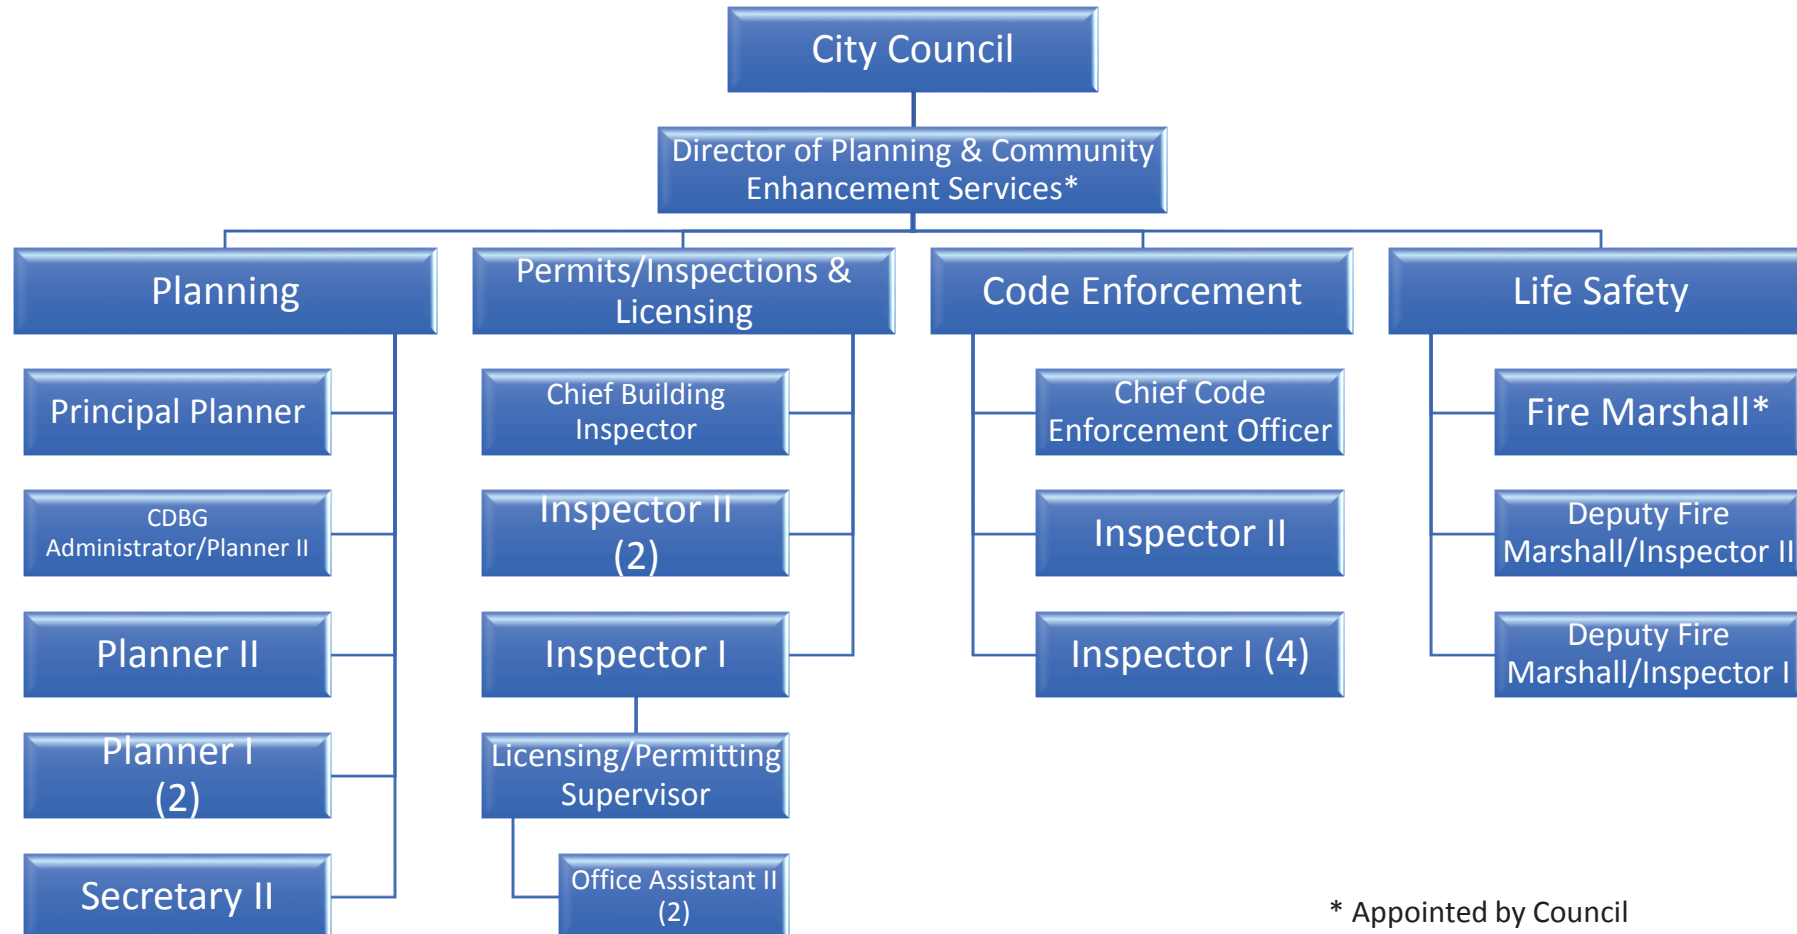 City Council
Director of Planning & Community
Enhancement Services*
Planning
Permits/Inspections &
Licensing
Code Enforcement
Life Safety
Principal Planner
CDBG
Administrator/Planner II
Planner II
Planner I
(2)
Secretary II
Chief Building
Inspector
Inspector II
(2)
Inspector I
Licensing/Permitting
Supervisor
Office Assistant II
(2)
Chief Code
Enforcement Officer
Inspector II
Inspector I (4)
Fire Marshall*
Deputy Fire
Marshall/Inspector II
Deputy Fire
Marshall/Inspector I
* Appointed by Council